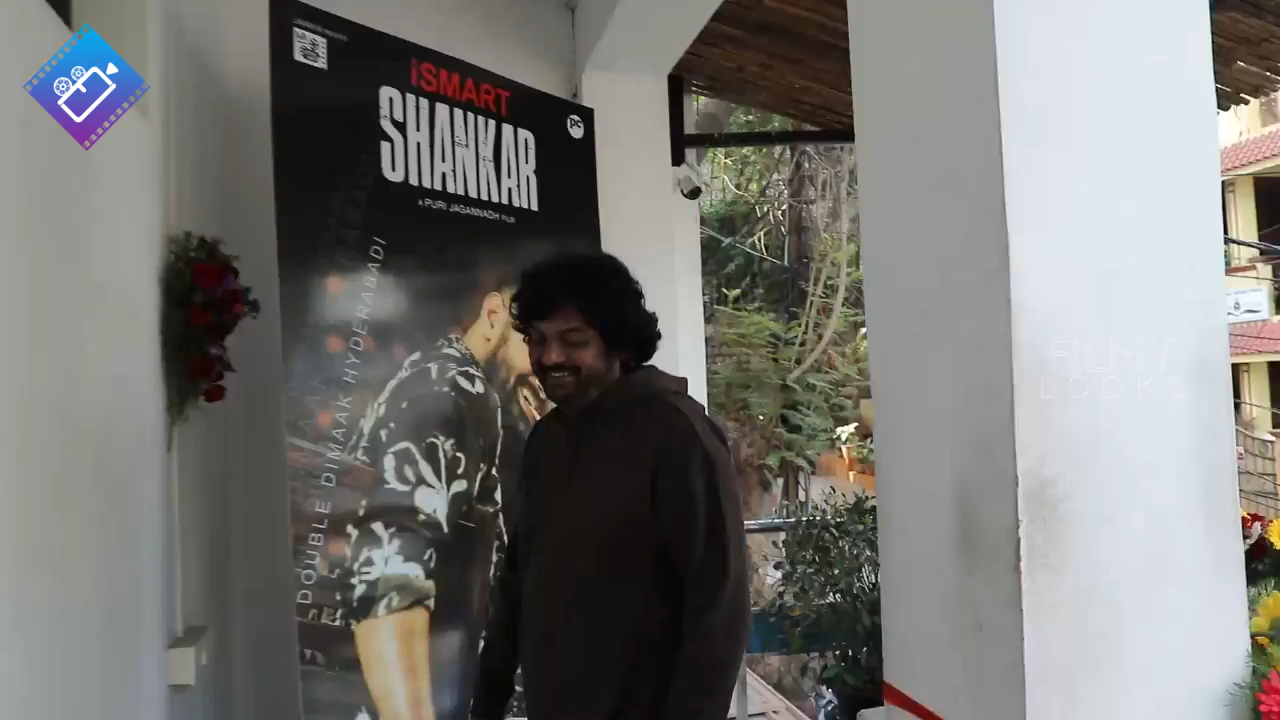 iSMART
SHANKAR
A PURI JAGANNADH FILM
pc
DOUBLE DIMAAK HYDERABADI
FILMY
LOOKS